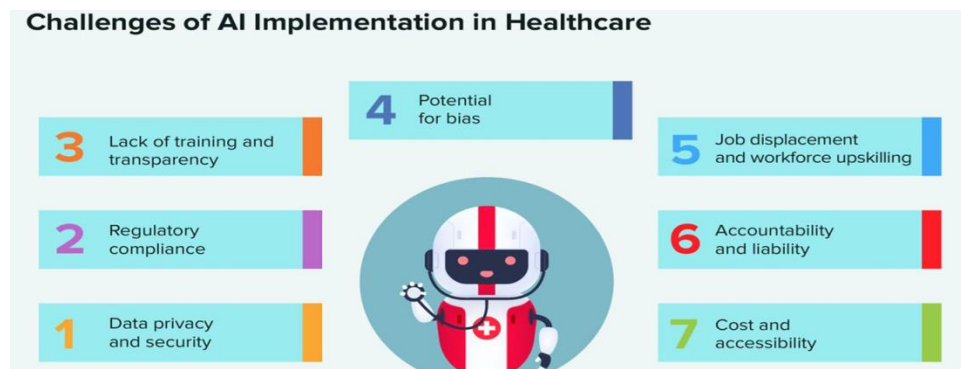 Challenges of AI Implementation in Healthcare
4
Potential
for bias
3
Lack of training and
transparency
5
Job displacement
and workforce upskilling
2
Regulatory
compliance
6
Accountability
and liability
1
Data privacy
and security
7
Cost and
accessibility